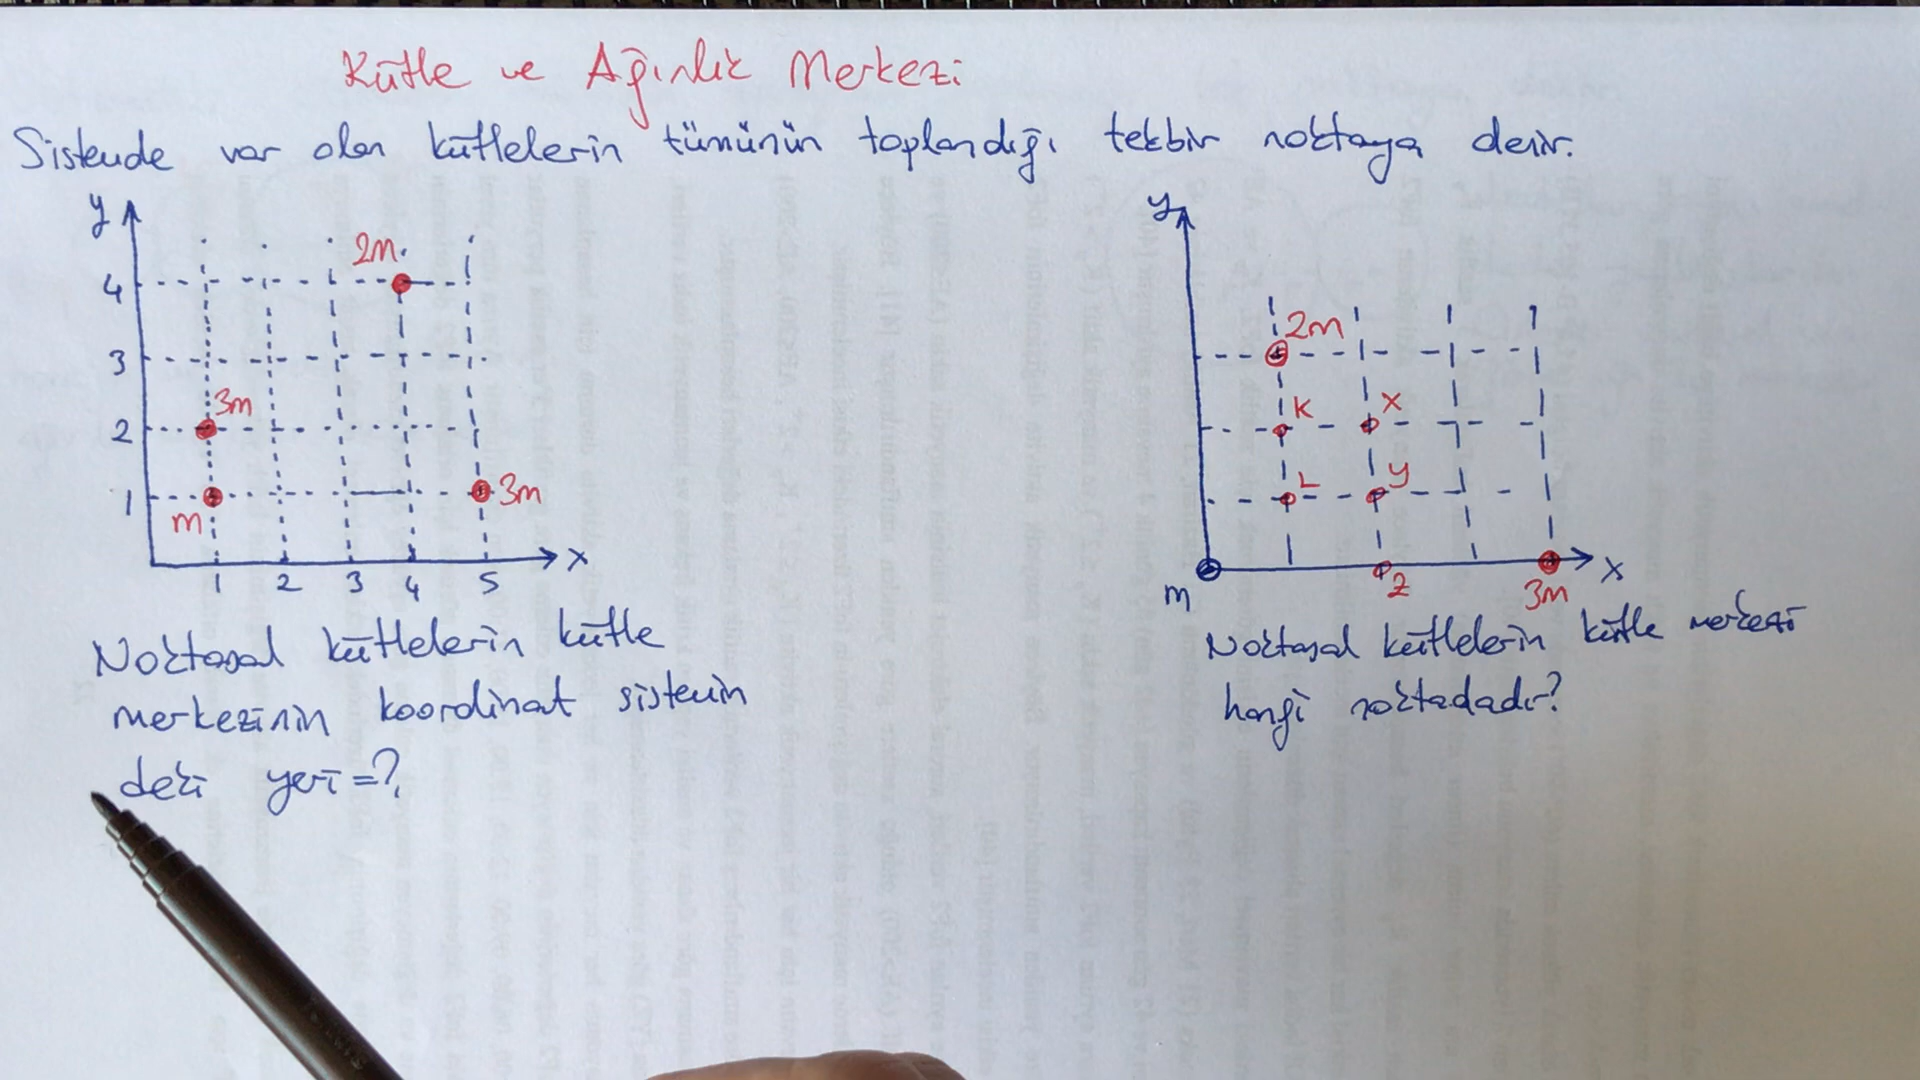 Kütle ve Ağırlık Merkezi
Sistemde var olan kütlelerin tümünün toplandığı tekbir noktaya denir.
y
4
3
2
1
2m
3m
m
3m
1 2 3 4 5
x
Noktasal kütlelerin kütle
merkezinin koordinat sistemin
deki yeri=?
y
2m
K
X
L
y
m
Z
3m
x
Noktasal kütlelerin kütle merkezi
hangi noktadadır?